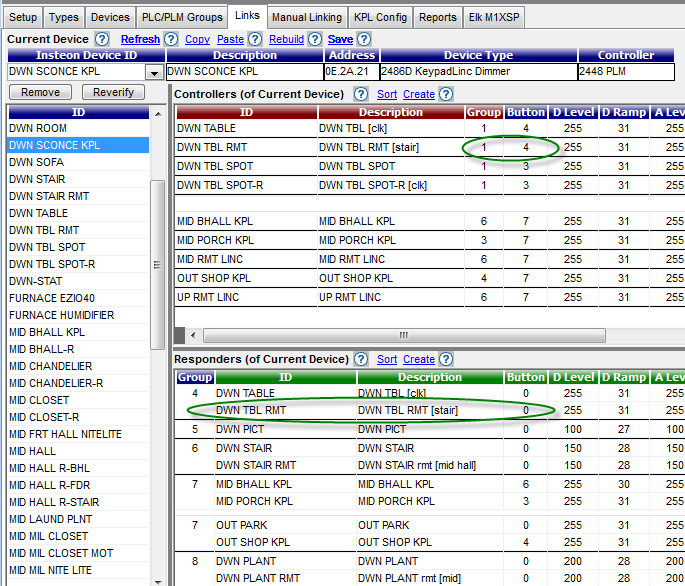 Setup Types Devices PLC/PLM Groups Links Manual Linking KPL Config Reports Elk M1XSP
Current Device ? Refresh ? Copy Paste ? Rebuild ? Save ?
Insteon Device ID Description Address Device Type Controller
DWN SCONCE KPL DWN SCONCE KPL 0E.2A.21 2486D KeypadLinc Dimmer 2448 PLM
Remove Reverify
ID
DWN ROOM
DWN SCONCE KPL
DWN SOFA
DWN STAIR
DWN STAIR RMT
DWN TABLE
DWN TBL RMT
DWN TBL SPOT
DWN TBL SPOT-R
DWN-STAT
FURNACE EZIO40
FURNACE HUMIDIFER
MID BHALL KPL
MID BHALL-R
MID CHANDELIER
MID CHANDELIER-R
MID CLOSET
MID CLOSET-R
MID FRT HALL NITELITE
MID HALL
MID HALL R-BHL
MID HALL R-FDR
MID HALL R-STAIR
MID LAUND PLNT
MID MIL CLOSET
MID MIL CLOSET MOT
MID MIL NITE LITE
Controllers (of Current Device) ? Sort Create ?
ID Description Group Button D Level D Ramp A Level
DWN TABLE DWN TBL [clk] 1 4 255 31 255
DWN TBL RMT DWN TBL RMT [stair] 1 4 255 31 255
DWN TBL SPOT DWN TBL SPOT 1 3 255 31 255
DWN TBL SPOT-R DWN TBL SPOT-R [clk] 1 3 255 31 255
MID BHALL KPL MID BHALL KPL 6 7 255 31 255
MID PORCH KPL MID PORCH KPL 3 7 255 31 255
MID RMT LINC MID RMT LINC 6 7 255 31 255
OUT SHOP KPL OUT SHOP KPL 4 7 255 31 255
UP RMT LINC UP RMT LINC 6 7 255 31 255
Responders (of Current Device) ? Sort Create ?
Group ID Description Button D Level D Ramp A Level
4 DWN TABLE DWN TBL [clk] 0 255 31 255
DWN TBL RMT DWN TBL RMT [stair] 0 255 31 255
5 DWN PICT DWN PICT 0 100 27 100
6 DWN STAIR DWN STAIR 0 150 28 150
DWN STAIR RMT DWN STAIR rmt [mid hall] 0 150 28 150
7 MID BHALL KPL MID BHALL KPL 6 255 30 255
MID PORCH KPL MID PORCH KPL 3 255 31 255
7 OUT PARK OUT PARK 0 255 31 255
OUT SHOP KPL OUT SHOP KPL 4 255 31 255
8 DWN PLANT DWN PLANT 0 200 28 200
DWN PLANT RMT DWN PLANT rmt [mid] 0 200 28 200